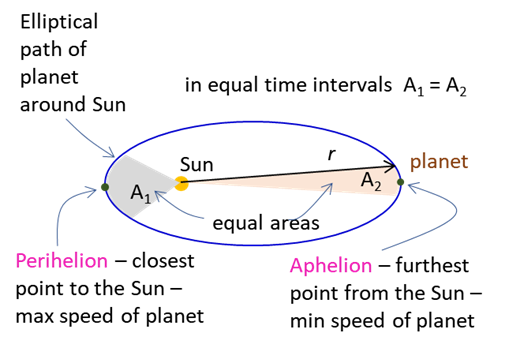 Elliptical
path of
planet
around Sun
in equal time intervals A₁ = A₂
Sun
r
planet
A₁
A₂
equal areas
Perihelion – closest
point to the Sun –
max speed of planet
Aphelion – furthest
point from the Sun –
min speed of planet